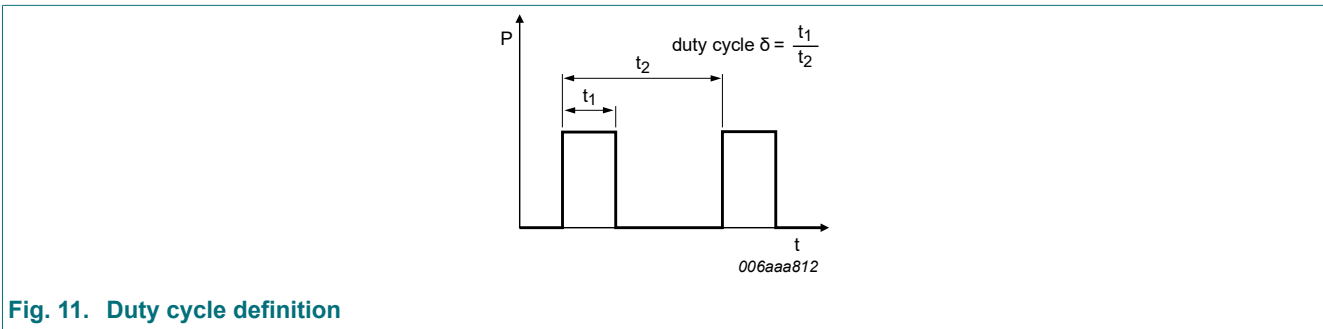 P
duty cycle δ = t1/t2
t2
t1
t
006aaa812
Fig. 11. Duty cycle definition